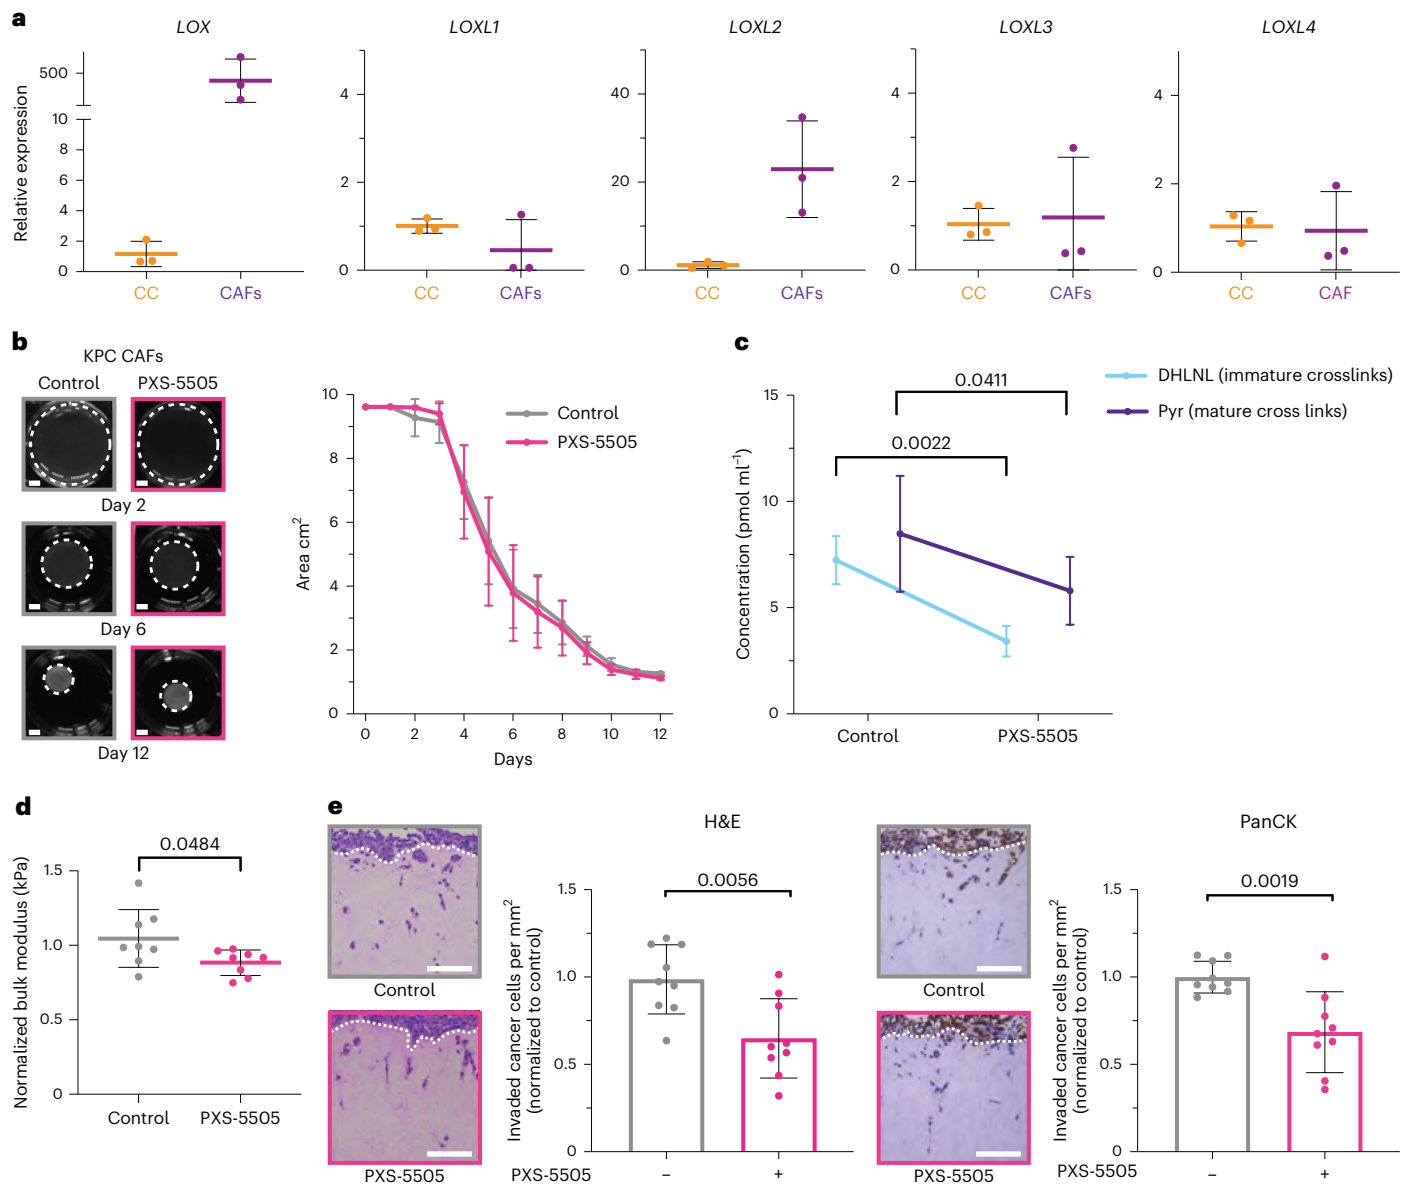 a
LOX
LOXL1
LOXL2
LOXL3
LOXL4
Relative expression
500
10
8
6
4
2
0
CC
CAFs
4
2
0
CC
CAFs
40
20
0
CC
CAFs
4
2
0
CC
CAFs
4
2
0
CC
CAF
b
KPC CAFs
Control
PXS-5505
Day 2
Day 6
Day 12
Area cm²
10
8
6
4
2
0
0
2
4
6
8
10
12
Days
Control
PXS-5505
c
Concentration (pmol ml⁻¹)
15
10
5
0
0.0411
0.0022
Control
PXS-5505
DHLNL (immature crosslinks)
Pyr (mature cross links)
d
Normalized bulk modulus (kPa)
1.5
1.0
0.5
0
0.0484
Control
PXS-5505
e
Control
PXS-5505
H&E
Invaded cancer cells per mm²
(normalized to control)
1.5
1.0
0.5
0
0.0056
PXS-5505
–
+
Control
PXS-5505
PanCK
Invaded cancer cells per mm²
(normalized to control)
1.5
1.0
0.5
0
0.0019
PXS-5505
–
+